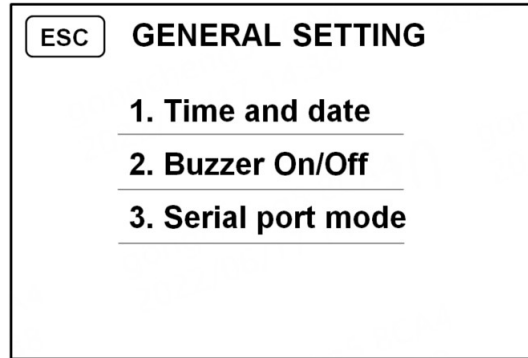 ESC GENERAL SETTING
1. Time and date
2. Buzzer On/Off
3. Serial port mode